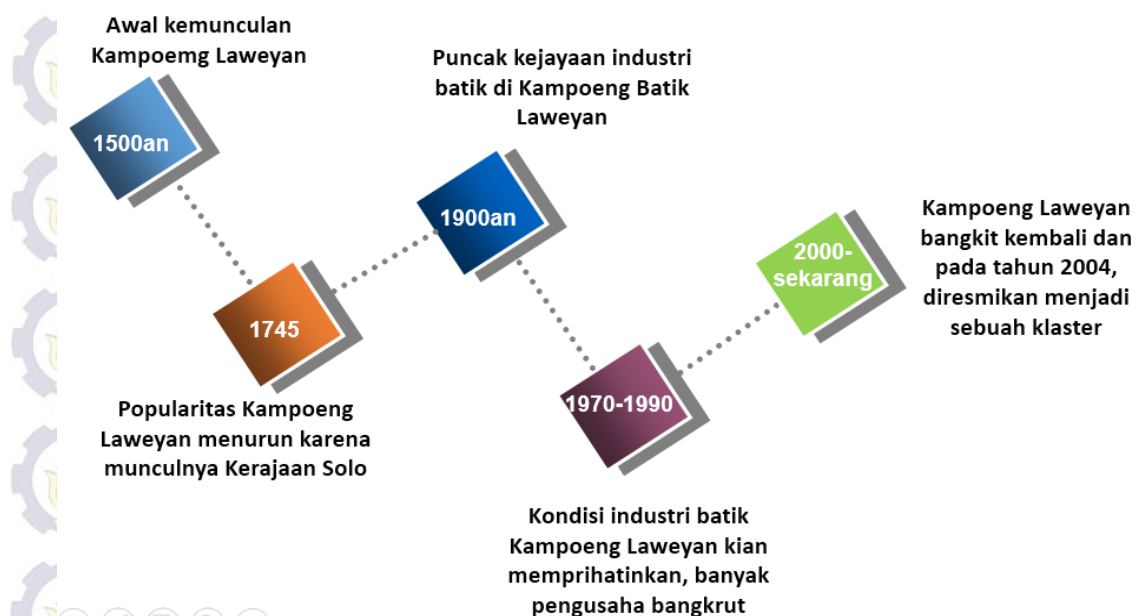 Awal kemunculan
Kampoemg Laweyan
1500an
1745
Popularitas Kampoeng
Laweyan menurun karena
munculnya Kerajaan Solo
Puncak kejayaan industri
batik di Kampoeng Batik
Laweyan
1900an
1970-1990
Kondisi industri batik
Kampoeng Laweyan kian
memprihatinkan, banyak
pengusaha bangkrut
2000-
sekarang
Kampoeng Laweyan
bangkit kembali dan
pada tahun 2004,
diresmikan menjadi
sebuah klaster